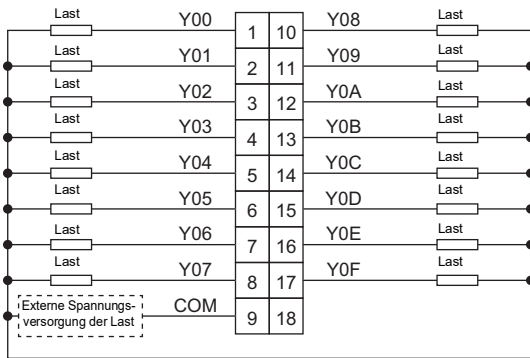 Last Y00 1 10 Y08 Last
Last Y01 2 11 Y09 Last
Last Y02 3 12 Y0A Last
Last Y03 4 13 Y0B Last
Last Y04 5 14 Y0C Last
Last Y05 6 15 Y0D Last
Last Y06 7 16 Y0E Last
Last Y07 8 17 Y0F Last
Externe Spannungs-
versorgung der Last
COM 9 18